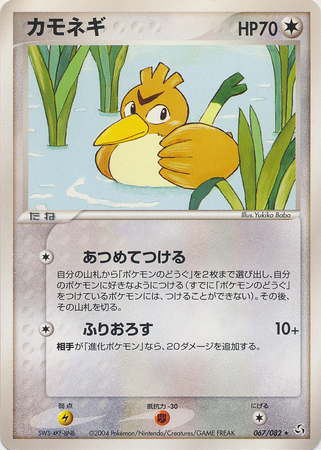 カモネギ HP70
Illus.Yukiko Baba
たね
あつめてつける
自分の山札から「ポケモンのどうぐ」を2枚まで選び出し、自分
のポケモンに好きなようにつける(すでに「ポケモンのどうぐ」
をつけているポケモンには、つけることができない)。その後、
その山札を切る。
ふりおろす 10+
相手が「進化ポケモン」なら、20ダメージを追加する。
弱点 抵抗力 -30 にげる
©2004 Pokémon/Nintendo/Creatures/GAME FREAK. 067/082 ★